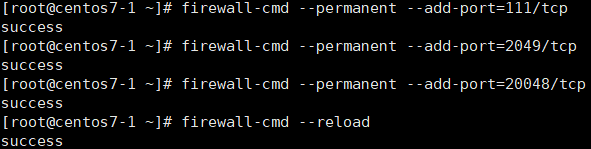 [root@centos7-1 ~]# firewall-cmd --permanent --add-port=111/tcp
success
[root@centos7-1 ~]# firewall-cmd --permanent --add-port=2049/tcp
success
[root@centos7-1 ~]# firewall-cmd --permanent --add-port=20048/tcp
success
[root@centos7-1 ~]# firewall-cmd --reload
success